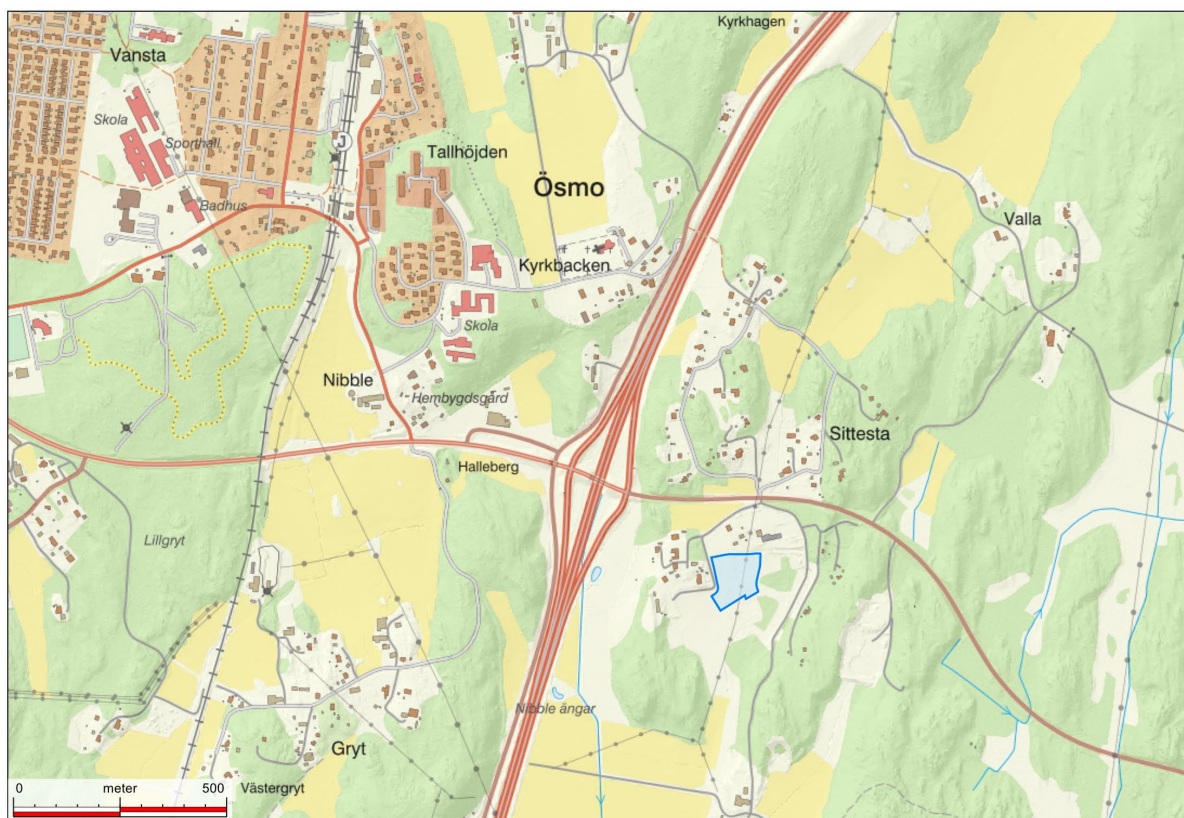 Kyrkhagen
Vansta
Skola
Sporthall
J
Tallhöjden
Ösmo
Badhus
Valla
Kyrkbacken
Skola
Nibble
Hembygdsgård
Sittesta
Halleberg
Lillgryt
Nibble ängar
Gryt
0 meter 500
Västergryt